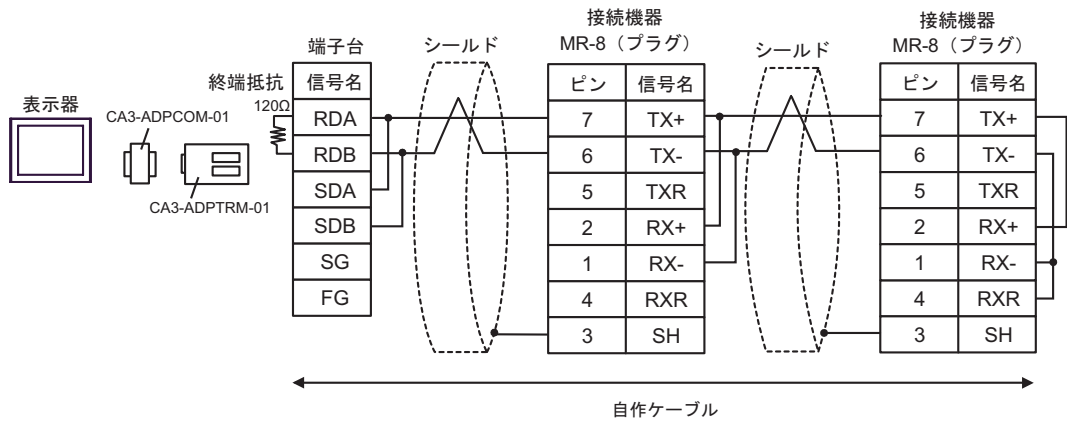 接続機器
MR-8（プラグ）
接続機器
MR-8（プラグ）
端子台
シールド
シールド
終端抵抗
120Ω
表示器
CA3-ADPCOM-01
CA3-ADPTRM-01
信号名
RDA
RDB
SDA
SDB
SG
FG
ピン 信号名
7 TX+
6 TX-
5 TXR
2 RX+
1 RX-
4 RXR
3 SH
ピン 信号名
7 TX+
6 TX-
5 TXR
2 RX+
1 RX-
4 RXR
3 SH
自作ケーブル